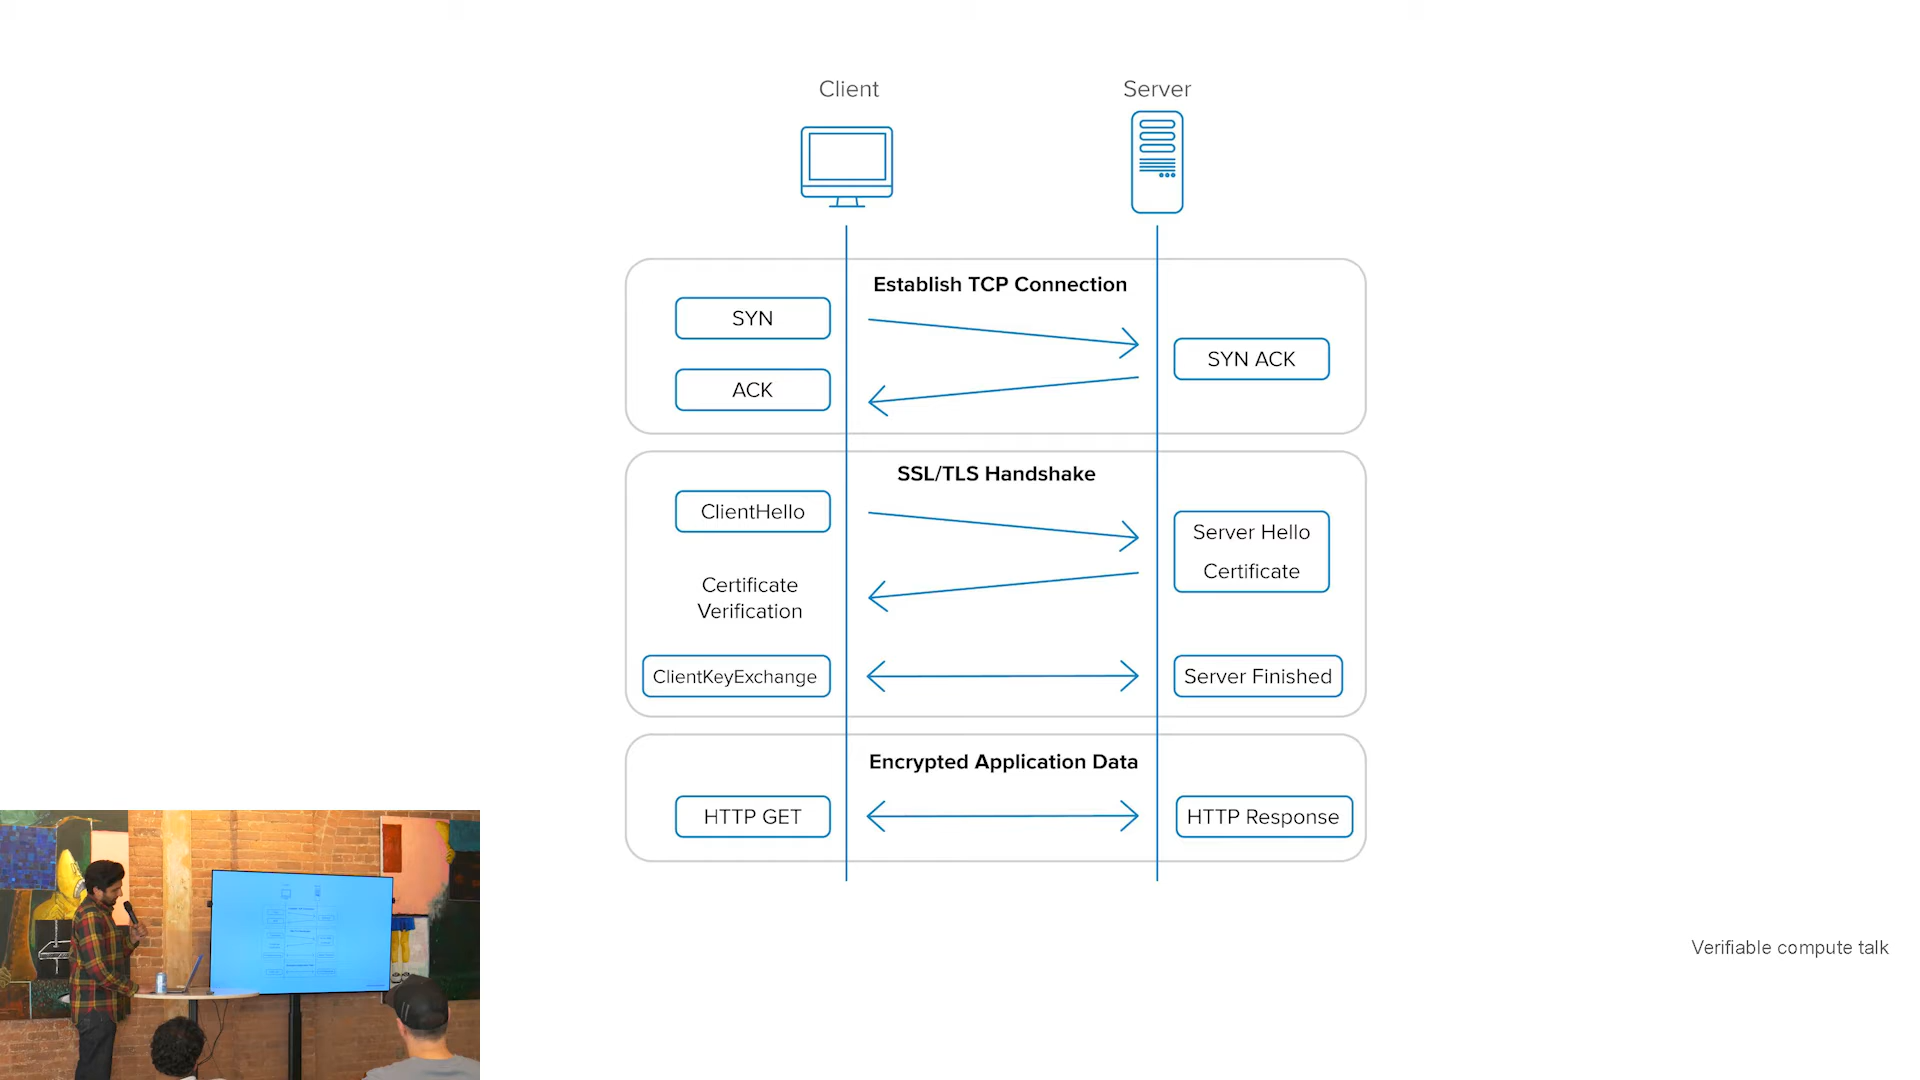 Client
Server
Establish TCP Connection
SYN
SYN ACK
ACK
SSL/TLS Handshake
ClientHello
Server Hello
Certificate
Certificate
Verification
ClientKeyExchange
Server Finished
Encrypted Application Data
HTTP GET
HTTP Response
Verifiable compute talk